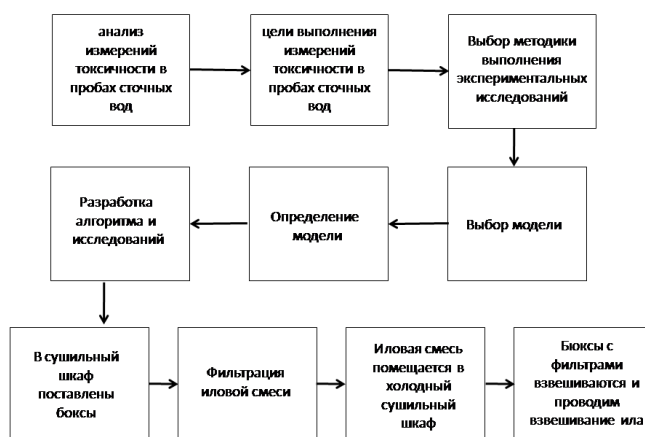 анализ
измерений
токсичности в
пробах сточных
вод
цели выполнения
измерений
токсичности в
пробах сточных
вод
Выбор методики
выполнения
экспериментальных
исследований
Выбор модели
Определение
модели
Разработка
алгоритма и
исследований
В сушильный
шкаф
поставлены
боксы
Фильтрация
иловой смеси
Иловая смесь
помещается в
холодный
сушильный
шкаф
Бюксы с
фильтрами
взвешиваются и
проводим
взвешивание ила